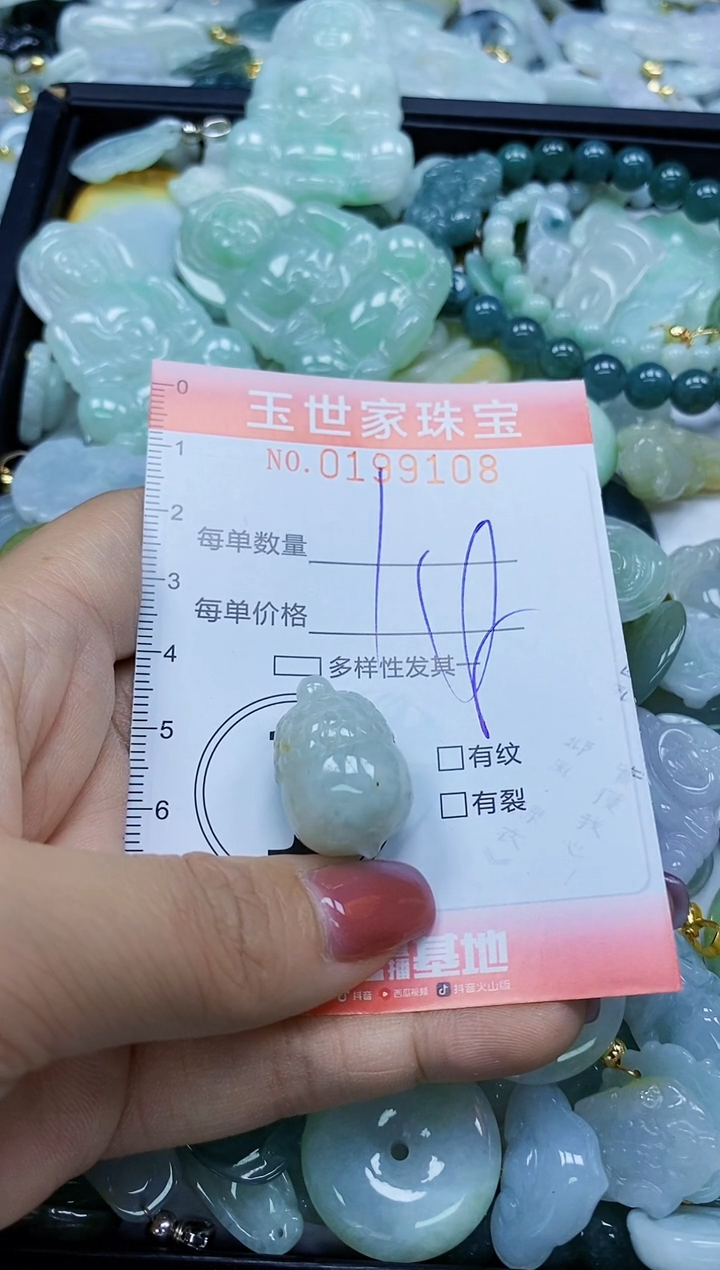 0
玉世家珠宝
1
NO.0199108
2
每单数量
3
每单价格
4
多样性发其一
5
有纹
有裂
6
播基地
抖音 西瓜视频 抖音火山版